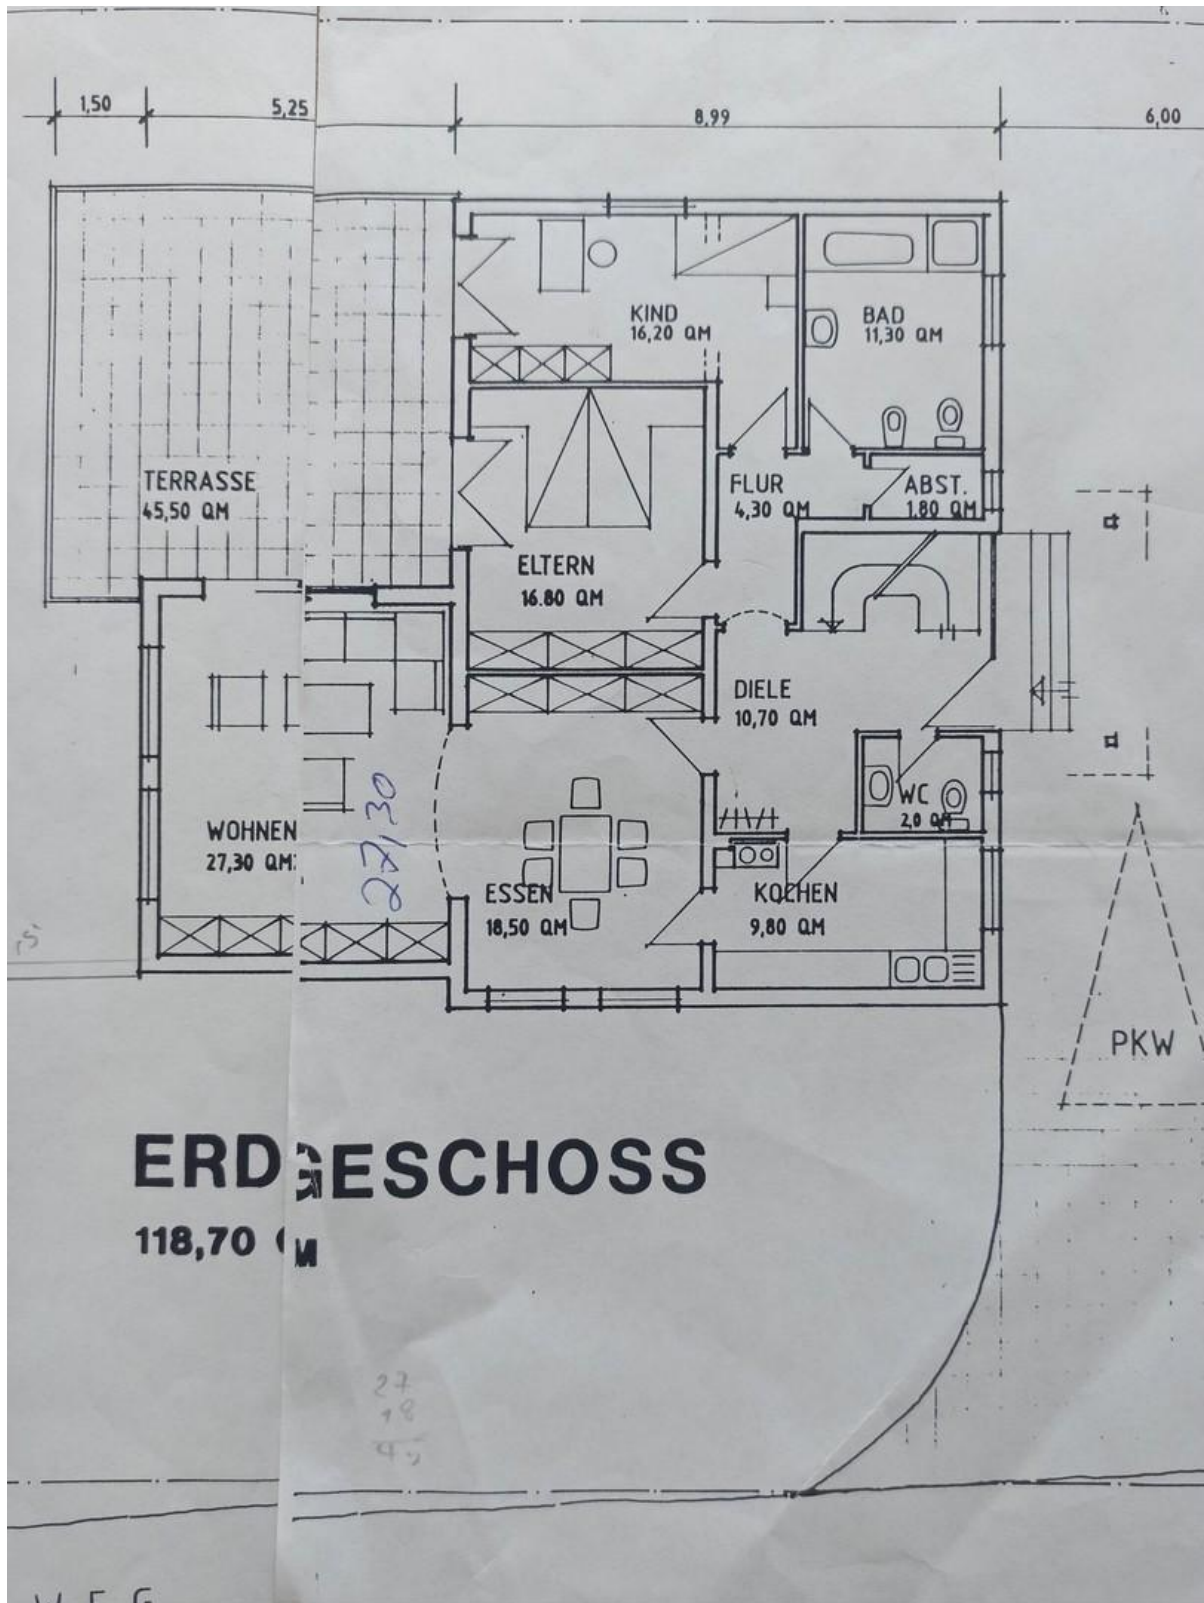 1,50
5,25
8,99
6,00
KIND
16,20 QM
BAD
11,30 QM
TERRASSE
45,50 QM
FLUR
4,30 QM
ABST.
1.80 QM
ELTERN
16.80 QM
DIELE
10,70 QM
WC
2,0 QM
WOHNEN
27,30 QM
27,30
ESSEN
18,50 QM
KOCHEN
9,80 QM
PKW
ERDGESCHOSS
118,70 QM
27
18